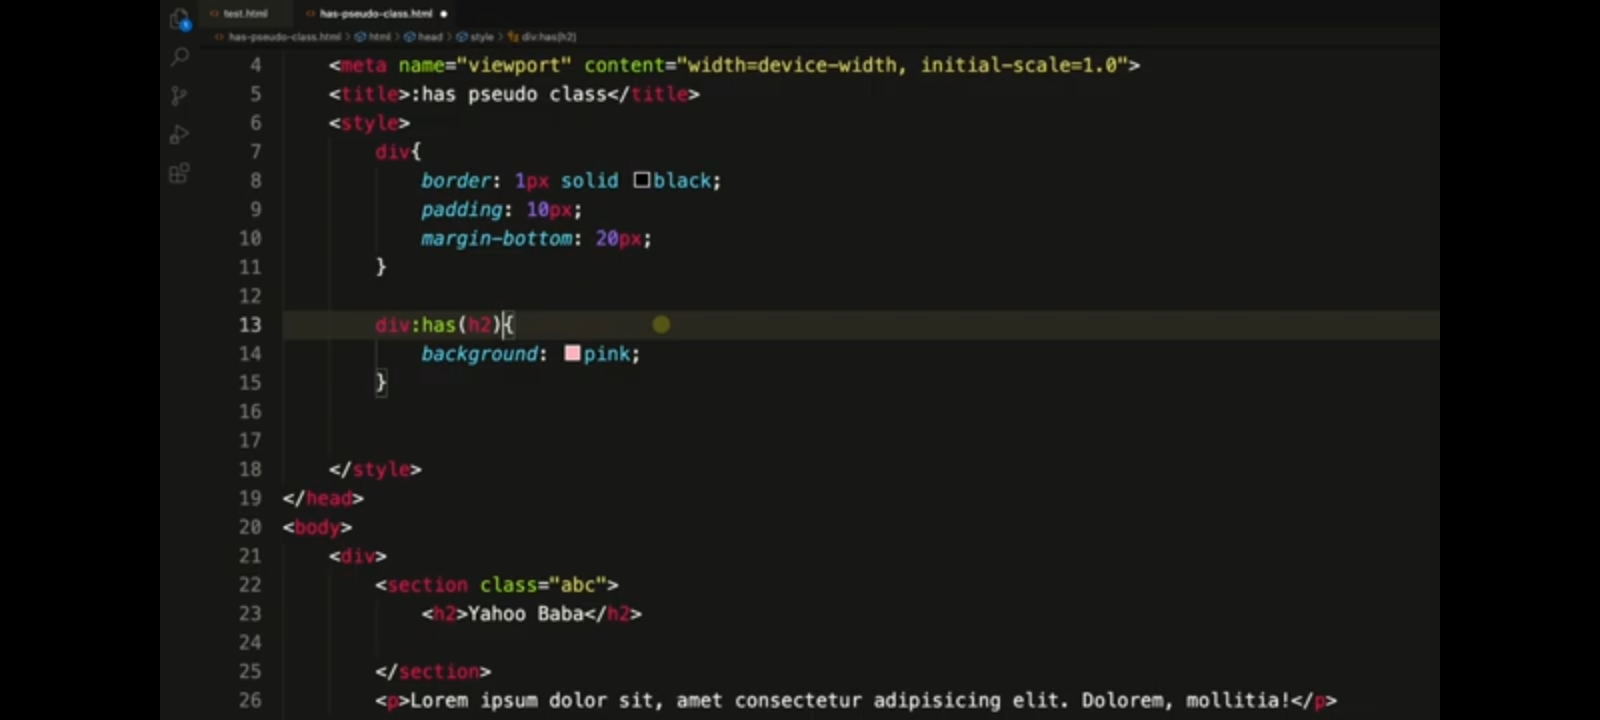 test.html has-pseudo-class.html
1
has-pseudo-class.html > html > head > style > div:has(h2)
4 <meta name="viewport" content="width=device-width, initial-scale=1.0">
5 <title>:has pseudo class</title>
6 <style>
7 div{
8 border: 1px solid black;
9 padding: 10px;
10 margin-bottom: 20px;
11 }
12
13 div:has(h2){
14 background: pink;
15 }
16
17
18 </style>
19 </head>
20 <body>
21 <div>
22 <section class="abc">
23 <h2>Yahoo Baba</h2>
24
25 </section>
26 <p>Lorem ipsum dolor sit, amet consectetur adipisicing elit. Dolorem, mollitia!</p>